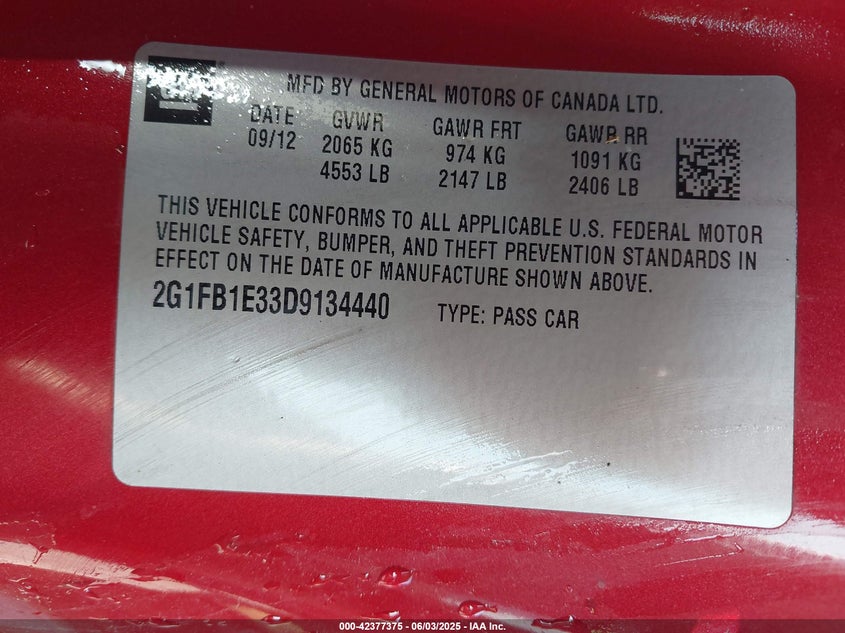 GM
MFD BY GENERAL MOTORS OF CANADA LTD.
DATE GVWR GAWR FRT GAWR RR
09/12 2065 KG 974 KG 1091 KG
4553 LB 2147 LB 2406 LB
THIS VEHICLE CONFORMS TO ALL APPLICABLE U.S. FEDERAL MOTOR
VEHICLE SAFETY, BUMPER, AND THEFT PREVENTION STANDARDS IN
EFFECT ON THE DATE OF MANUFACTURE SHOWN ABOVE.
2G1FB1E33D9134440 TYPE: PASS CAR
000-42377375 - 06/03/2025 - IAA Inc.